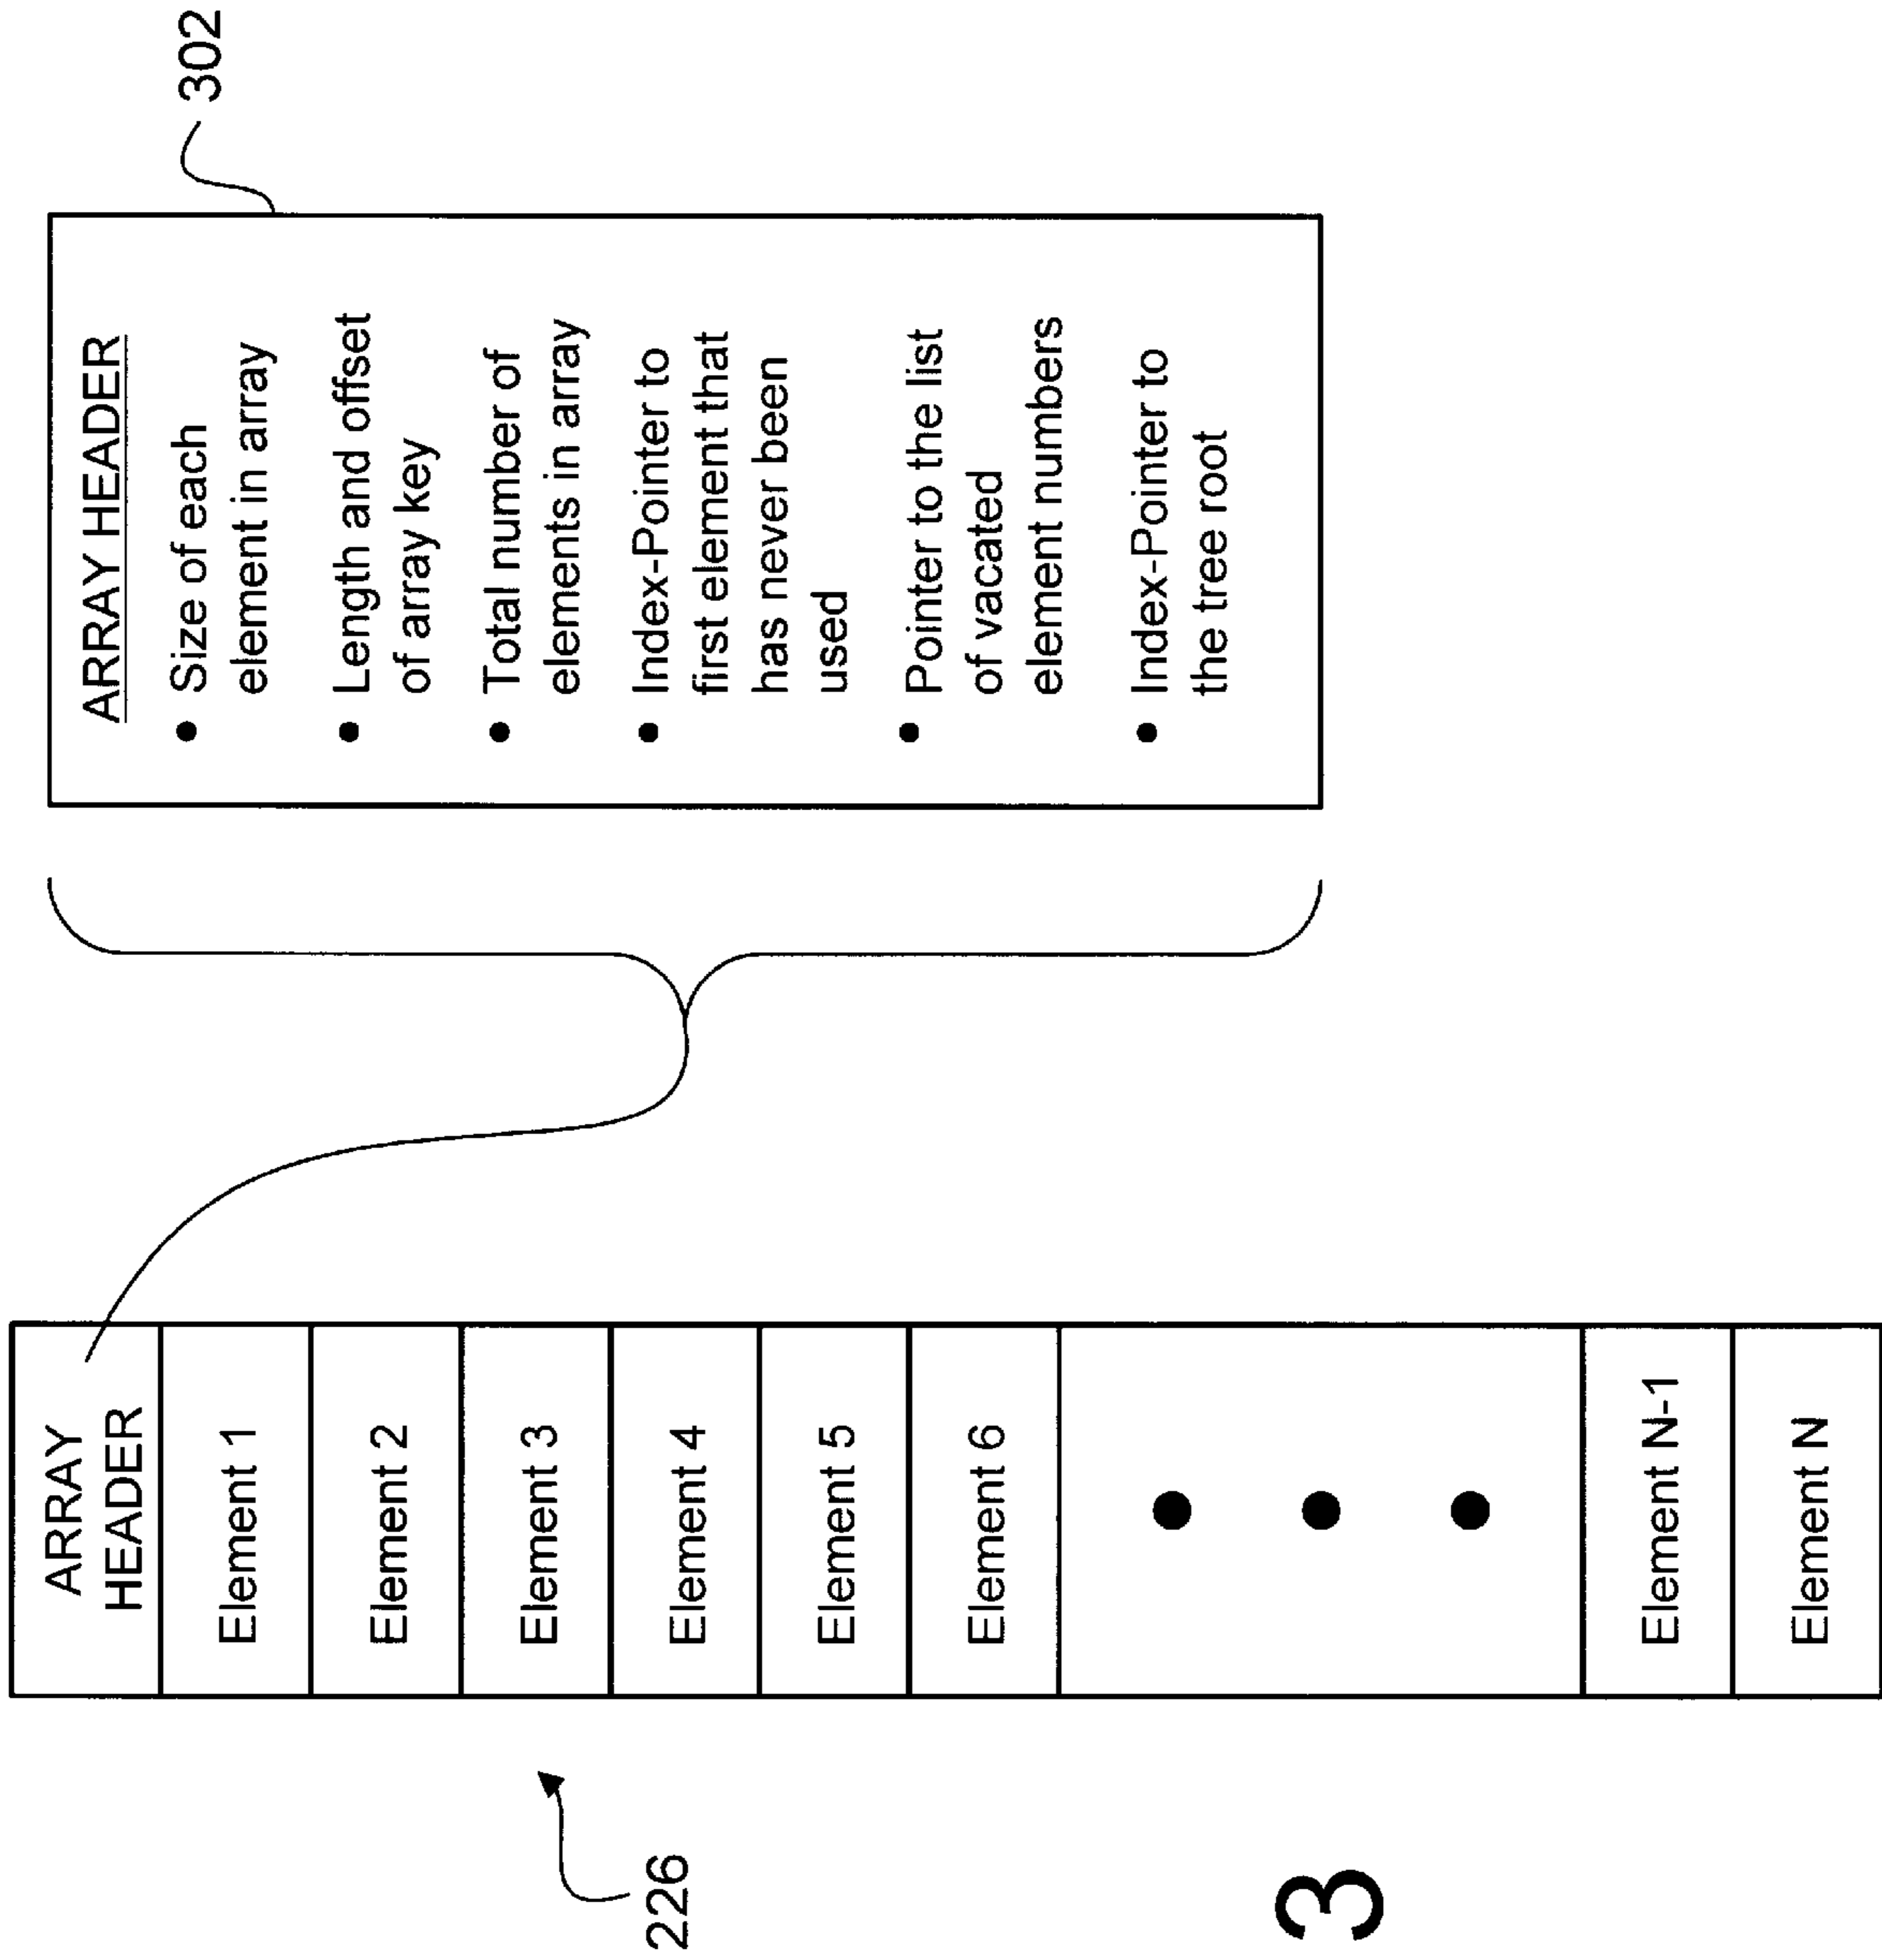 ARRAY
HEADER
Element 1
Element 2
Element 3
Element 4
Element 5
Element 6
Element N-1
Element N
226
ARRAY HEADER
• Size of each
element in array
• Length and offset
of array key
• Total number of
elements in array
• Index-Pointer to
first element that
has never been
used
• Pointer to the list
of vacated
element numbers
• Index-Pointer to
the tree root
302
3